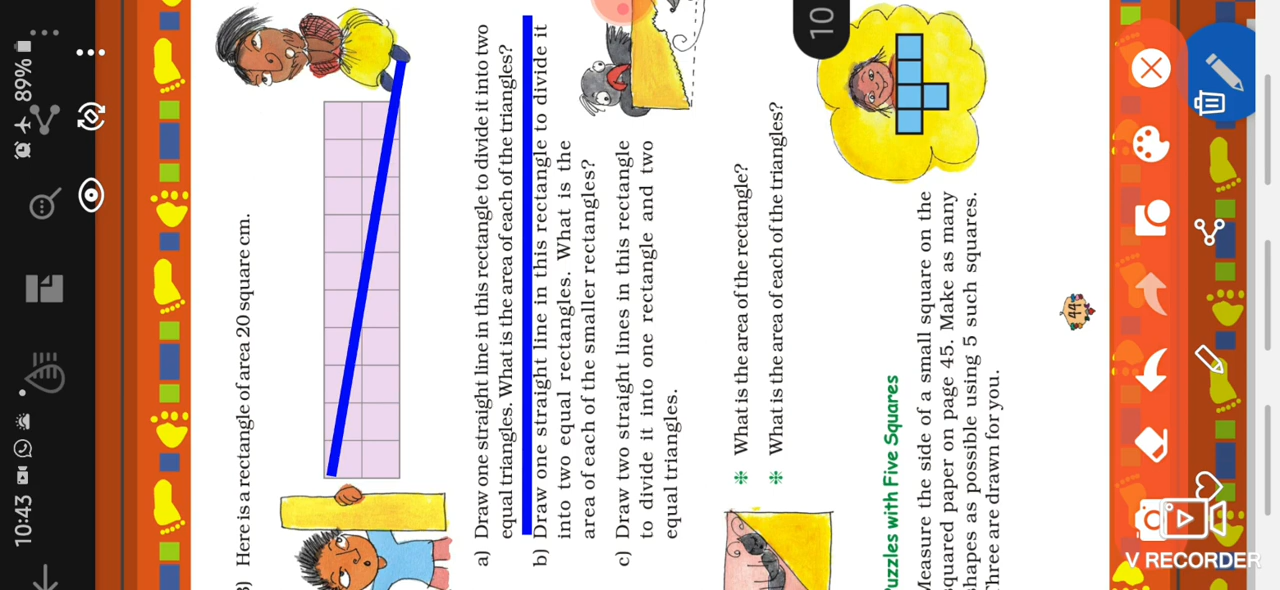 10:43
89%
3) Here is a rectangle of area 20 square cm.
a) Draw one straight line in this rectangle to divide it into two
equal triangles. What is the area of each of the triangles?
b) Draw one straight line in this rectangle to divide it
into two equal rectangles. What is the
area of each of the smaller rectangles?
c) Draw two straight lines in this rectangle
to divide it into one rectangle and two
equal triangles.
❉ What is the area of the rectangle?
❉ What is the area of each of the triangles?
uzzles with Five Squares
Measure the side of a small square on the
squared paper on page 45. Make as many
shapes as possible using 5 such squares.
Three are drawn for you.
44
10
V RECORDER